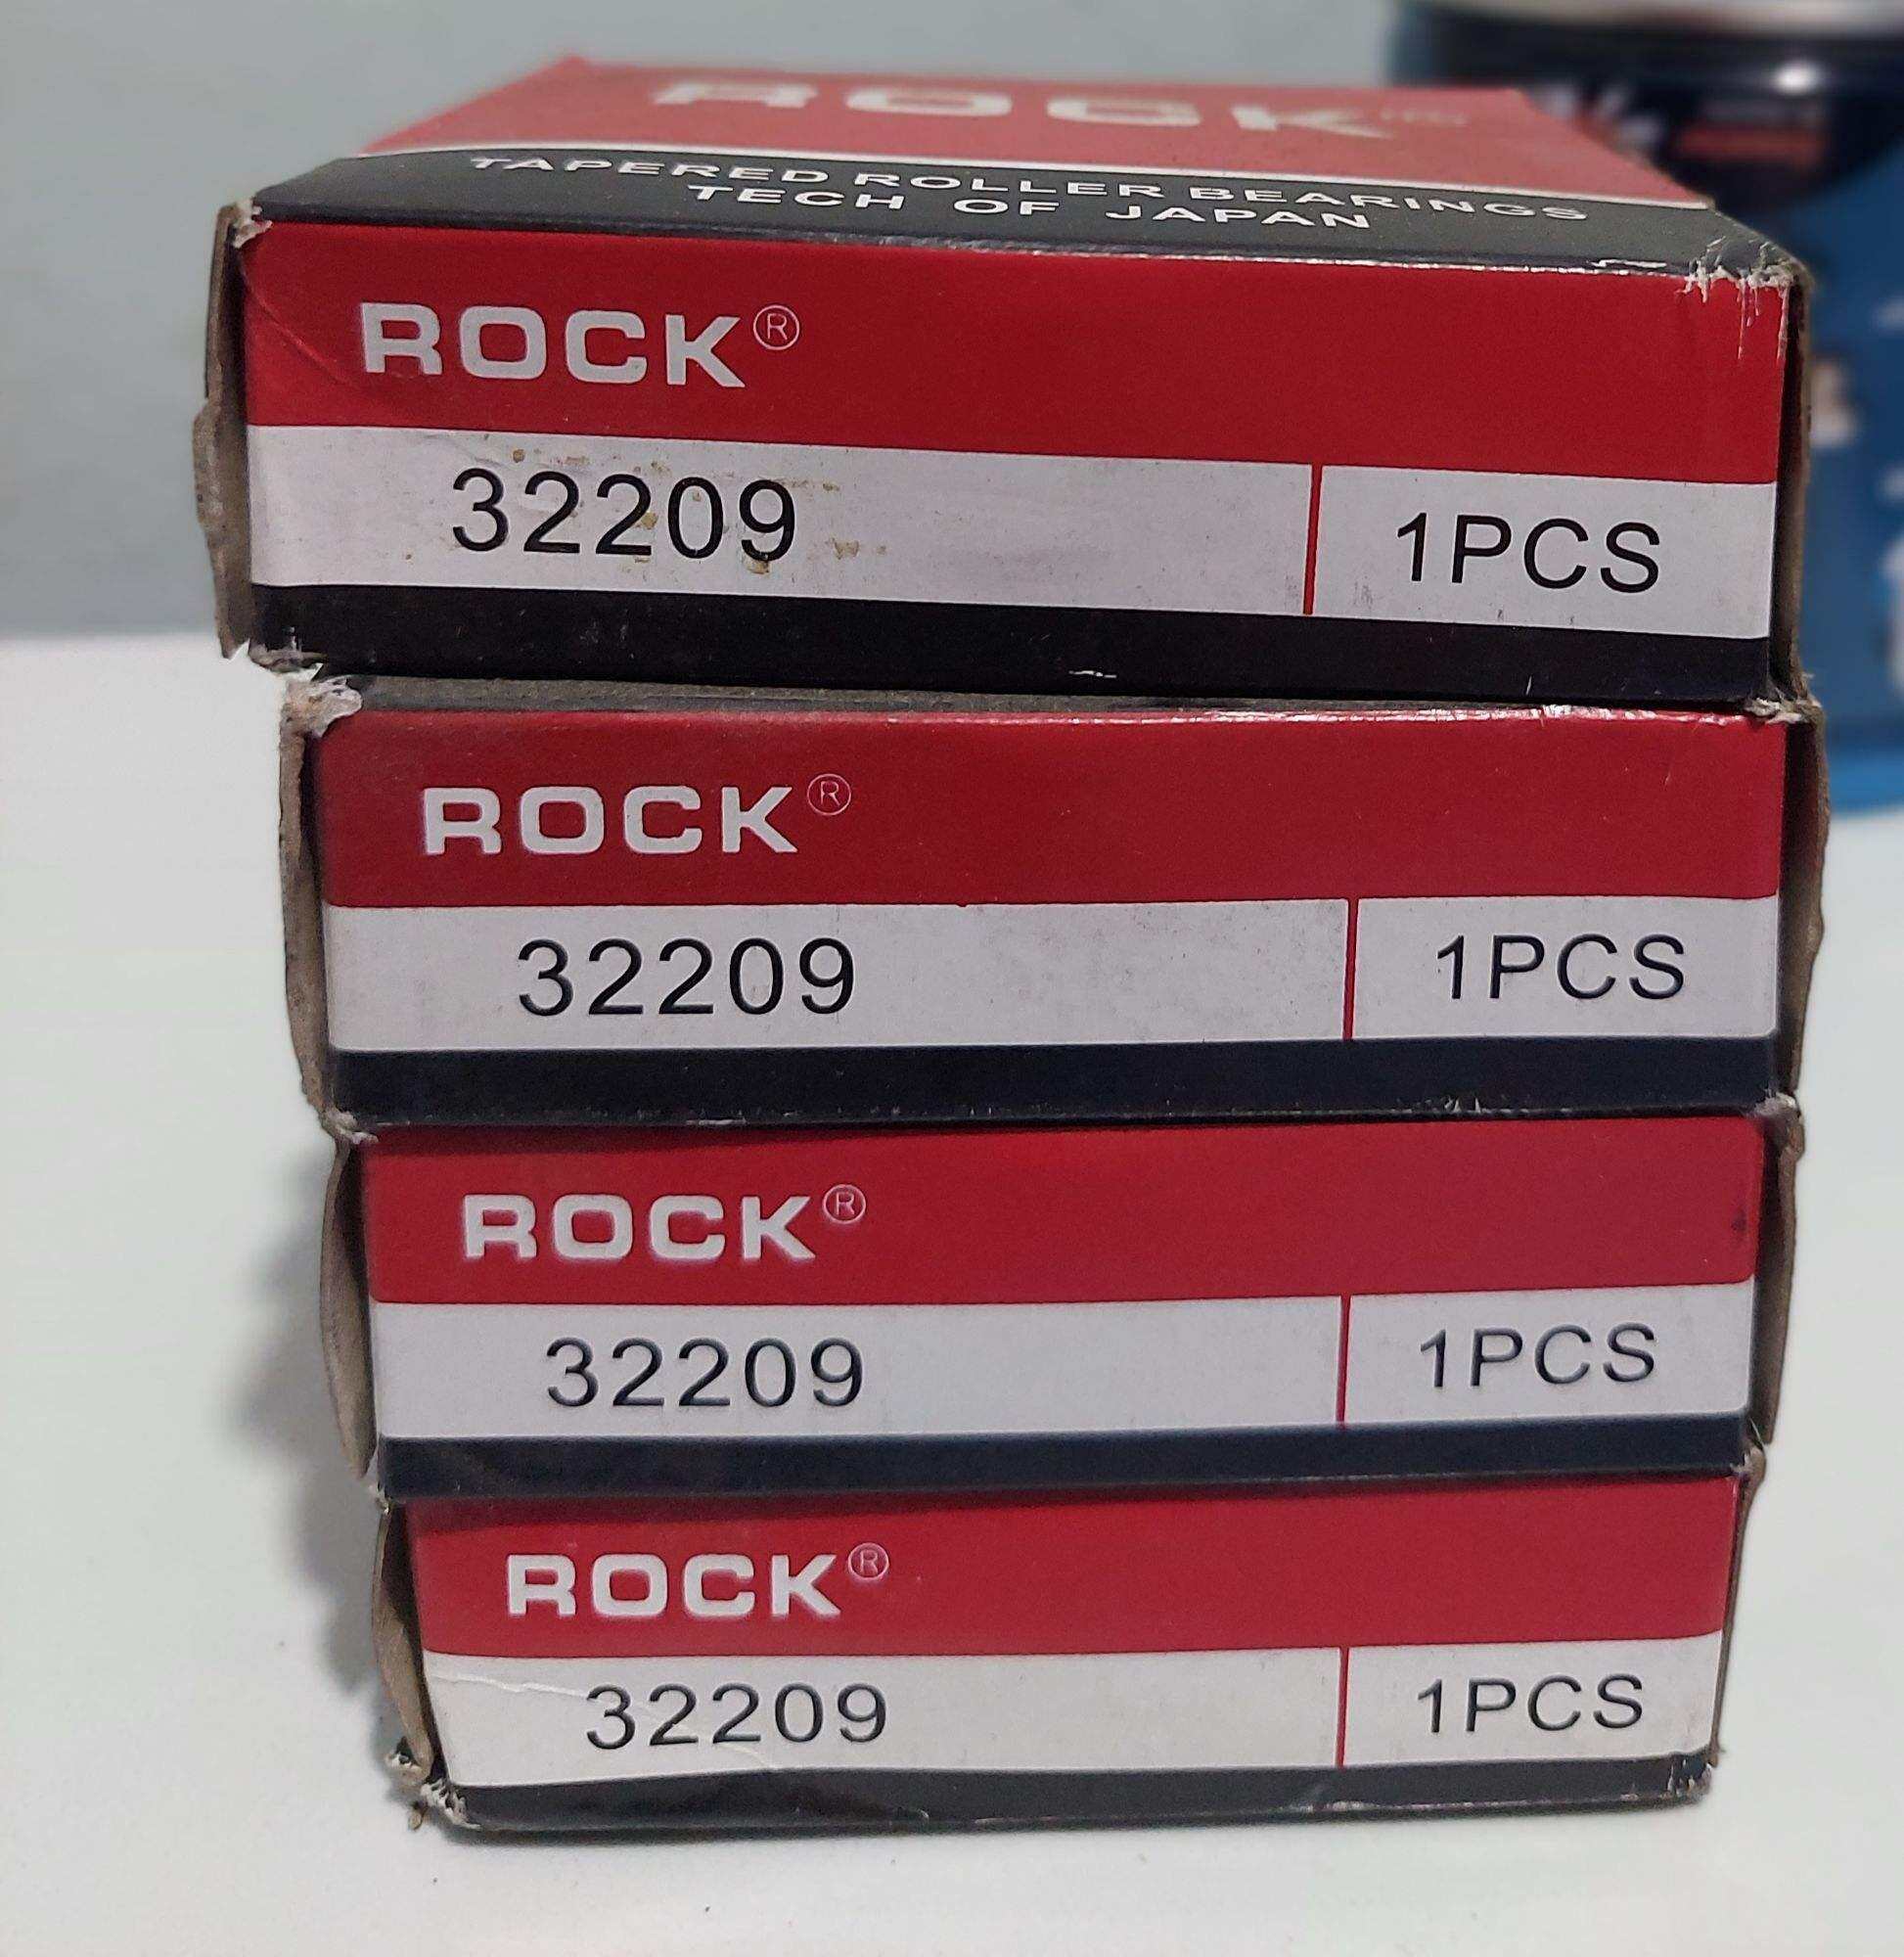 ROCK
TAPERED ROLLER BEARINGS
TECH OF JAPAN
ROCK®
32209 1PCS
ROCK®
32209 1PCS
ROCK®
32209 1PCS
ROCK®
32209 1PCS